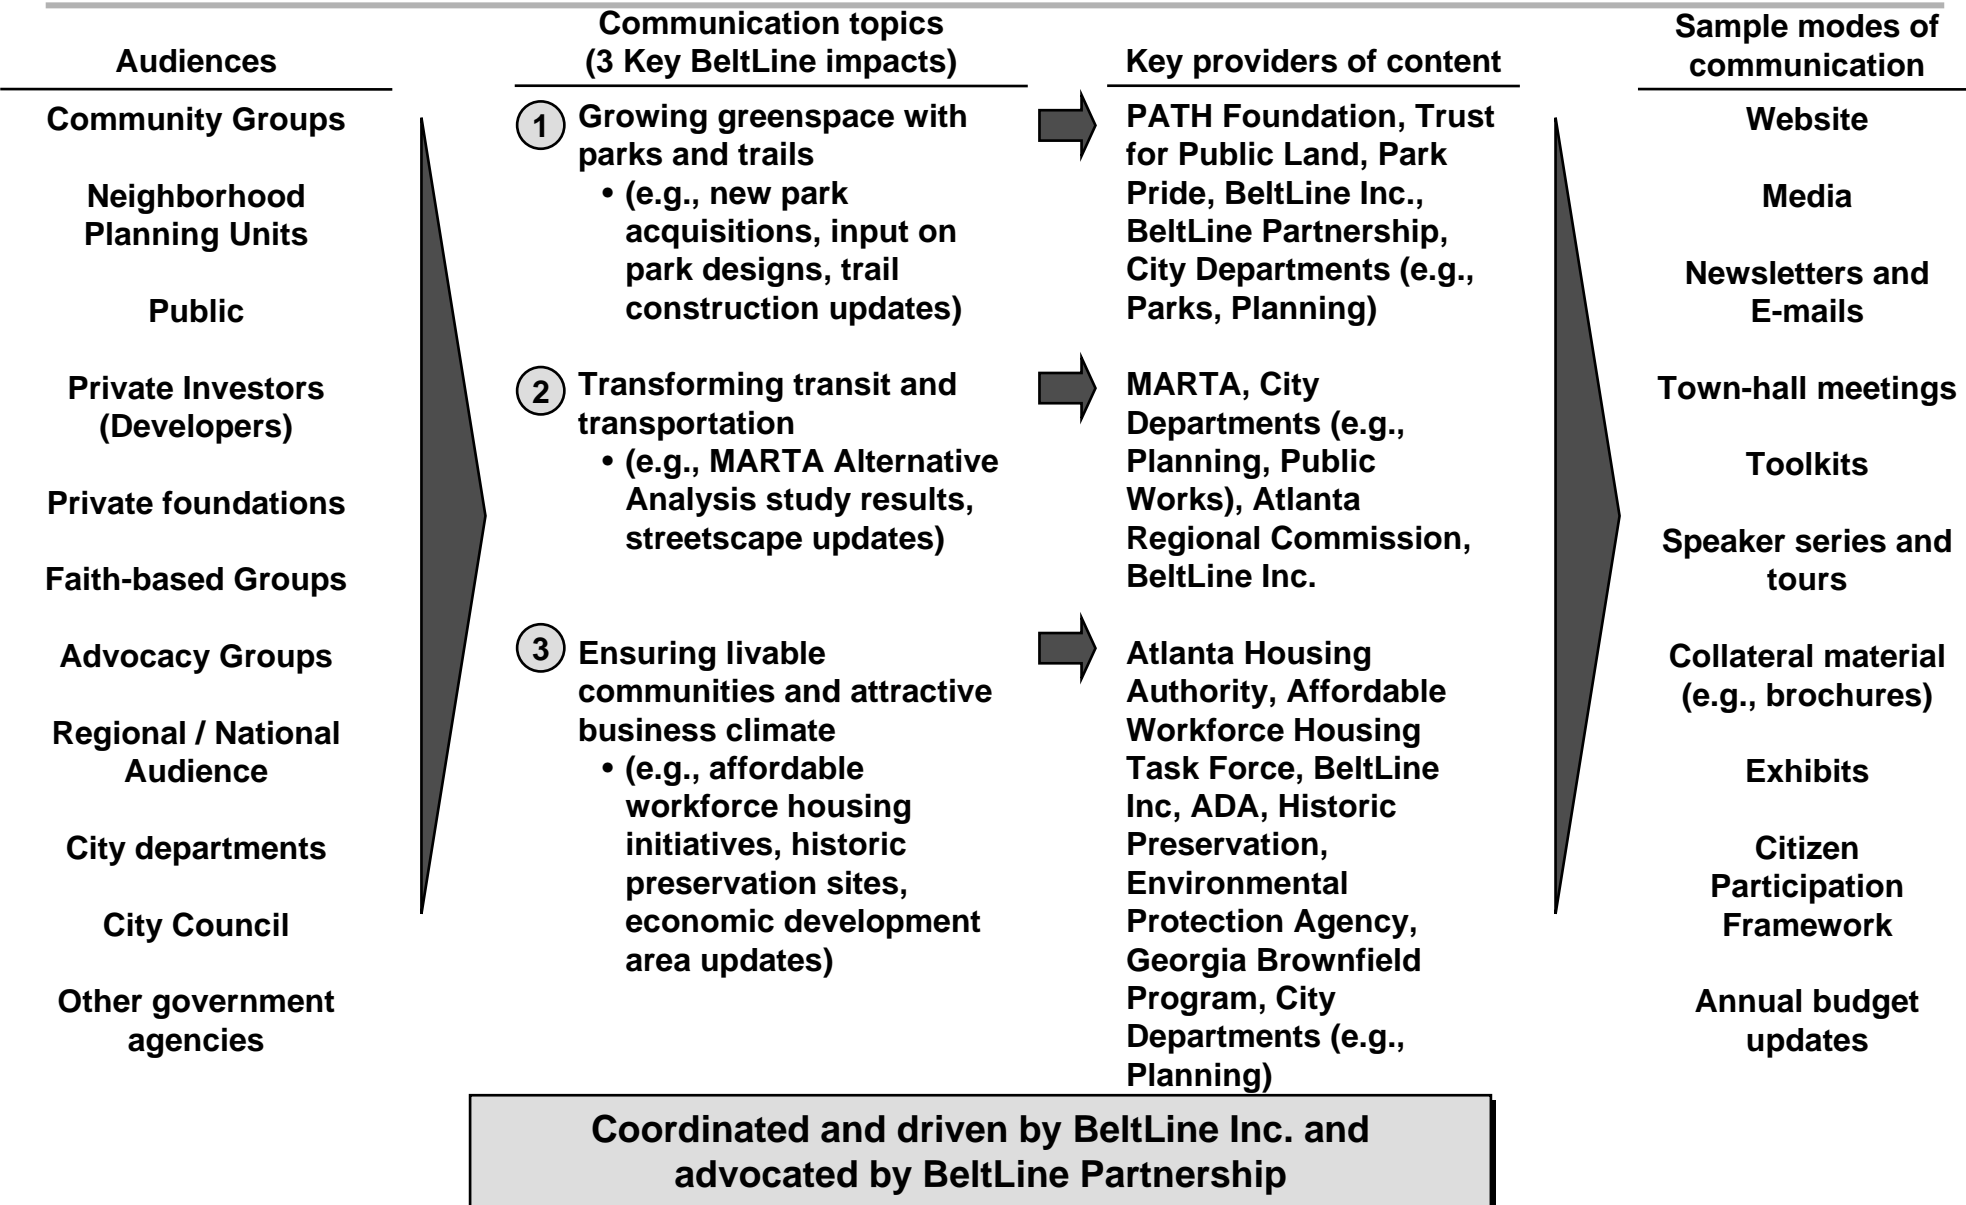 Audiences
Community Groups
Neighborhood
Planning Units
Public
Private Investors
(Developers)
Private foundations
Faith-based Groups
Advocacy Groups
Regional / National
Audience
City departments
City Council
Other government
agencies
Communication topics
(3 Key BeltLine impacts)
1 Growing greenspace with
parks and trails
• (e.g., new park
acquisitions, input on
park designs, trail
construction updates)
2 Transforming transit and
transportation
• (e.g., MARTA Alternative
Analysis study results,
streetscape updates)
3 Ensuring livable
communities and attractive
business climate
• (e.g., affordable
workforce housing
initiatives, historic
preservation sites,
economic development
area updates)
Key providers of content
PATH Foundation, Trust
for Public Land, Park
Pride, BeltLine Inc.,
BeltLine Partnership,
City Departments (e.g.,
Parks, Planning)
MARTA, City
Departments (e.g.,
Planning, Public
Works), Atlanta
Regional Commission,
BeltLine Inc.
Atlanta Housing
Authority, Affordable
Workforce Housing
Task Force, BeltLine
Inc, ADA, Historic
Preservation,
Environmental
Protection Agency,
Georgia Brownfield
Program, City
Departments (e.g.,
Planning)
Sample modes of
communication
Website
Media
Newsletters and
E-mails
Town-hall meetings
Toolkits
Speaker series and
tours
Collateral material
(e.g., brochures)
Exhibits
Citizen
Participation
Framework
Annual budget
updates
Coordinated and driven by BeltLine Inc. and
advocated by BeltLine Partnership